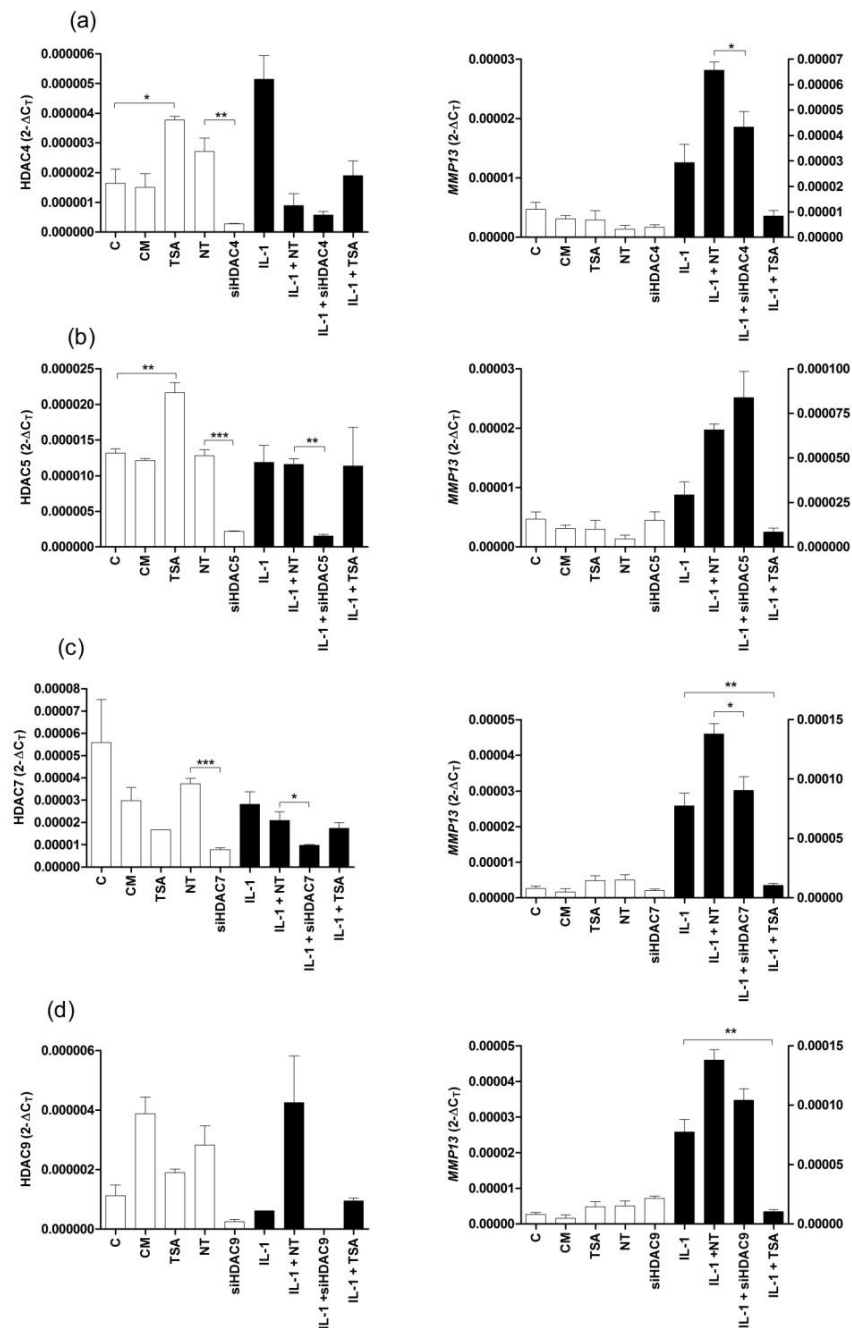 (a)
HDAC4 (2-ΔCT)
0.000006
0.000005
0.000004
0.000003
0.000002
0.000001
0.000000
*
**
C
CM
TSA
NT
siHDAC4
IL-1
IL-1 + NT
IL-1 + siHDAC4
IL-1 + TSA
MMP13 (2-ΔCT)
0.00003
0.00002
0.00001
0.00000
*
0.00007
0.00006
0.00005
0.00004
0.00003
0.00002
0.00001
0.00000
C
CM
TSA
NT
siHDAC4
IL-1
IL-1 + NT
IL-1 + siHDAC4
IL-1 + TSA
(b)
HDAC5 (2-ΔCT)
0.000025
0.000020
0.000015
0.000010
0.000005
0.000000
**
***
**
C
CM
TSA
NT
siHDAC5
IL-1
IL-1 + NT
IL-1 + siHDAC5
IL-1 + TSA
MMP13 (2-ΔCT)
0.00003
0.00002
0.00001
0.00000
0.000100
0.000075
0.000050
0.000025
0.000000
C
CM
TSA
NT
siHDAC5
IL-1
IL-1 + NT
IL-1 + siHDAC5
IL-1 + TSA
(c)
HDAC7 (2-ΔCT)
0.00008
0.00007
0.00006
0.00005
0.00004
0.00003
0.00002
0.00001
0.00000
***
*
C
CM
TSA
NT
siHDAC7
IL-1
IL-1 + NT
IL-1 + siHDAC7
IL-1 + TSA
MMP13 (2-ΔCT)
0.00005
0.00004
0.00003
0.00002
0.00001
0.00000
**
*
0.00015
0.00010
0.00005
0.00000
C
CM
TSA
NT
siHDAC7
IL-1
IL-1 + NT
IL-1 + siHDAC7
IL-1 + TSA
(d)
HDAC9 (2-ΔCT)
0.000006
0.000004
0.000002
0.000000
C
CM
TSA
NT
siHDAC9
IL-1
IL-1 + NT
IL-1 +siHDAC9
IL-1 + TSA
MMP13 (2-ΔCT)
0.00005
0.00004
0.00003
0.00002
0.00001
0.00000
**
0.00015
0.00010
0.00005
0.00000
C
CM
TSA
NT
siHDAC9
IL-1
IL-1 +NT
IL-1 + siHDAC9
IL-1 + TSA